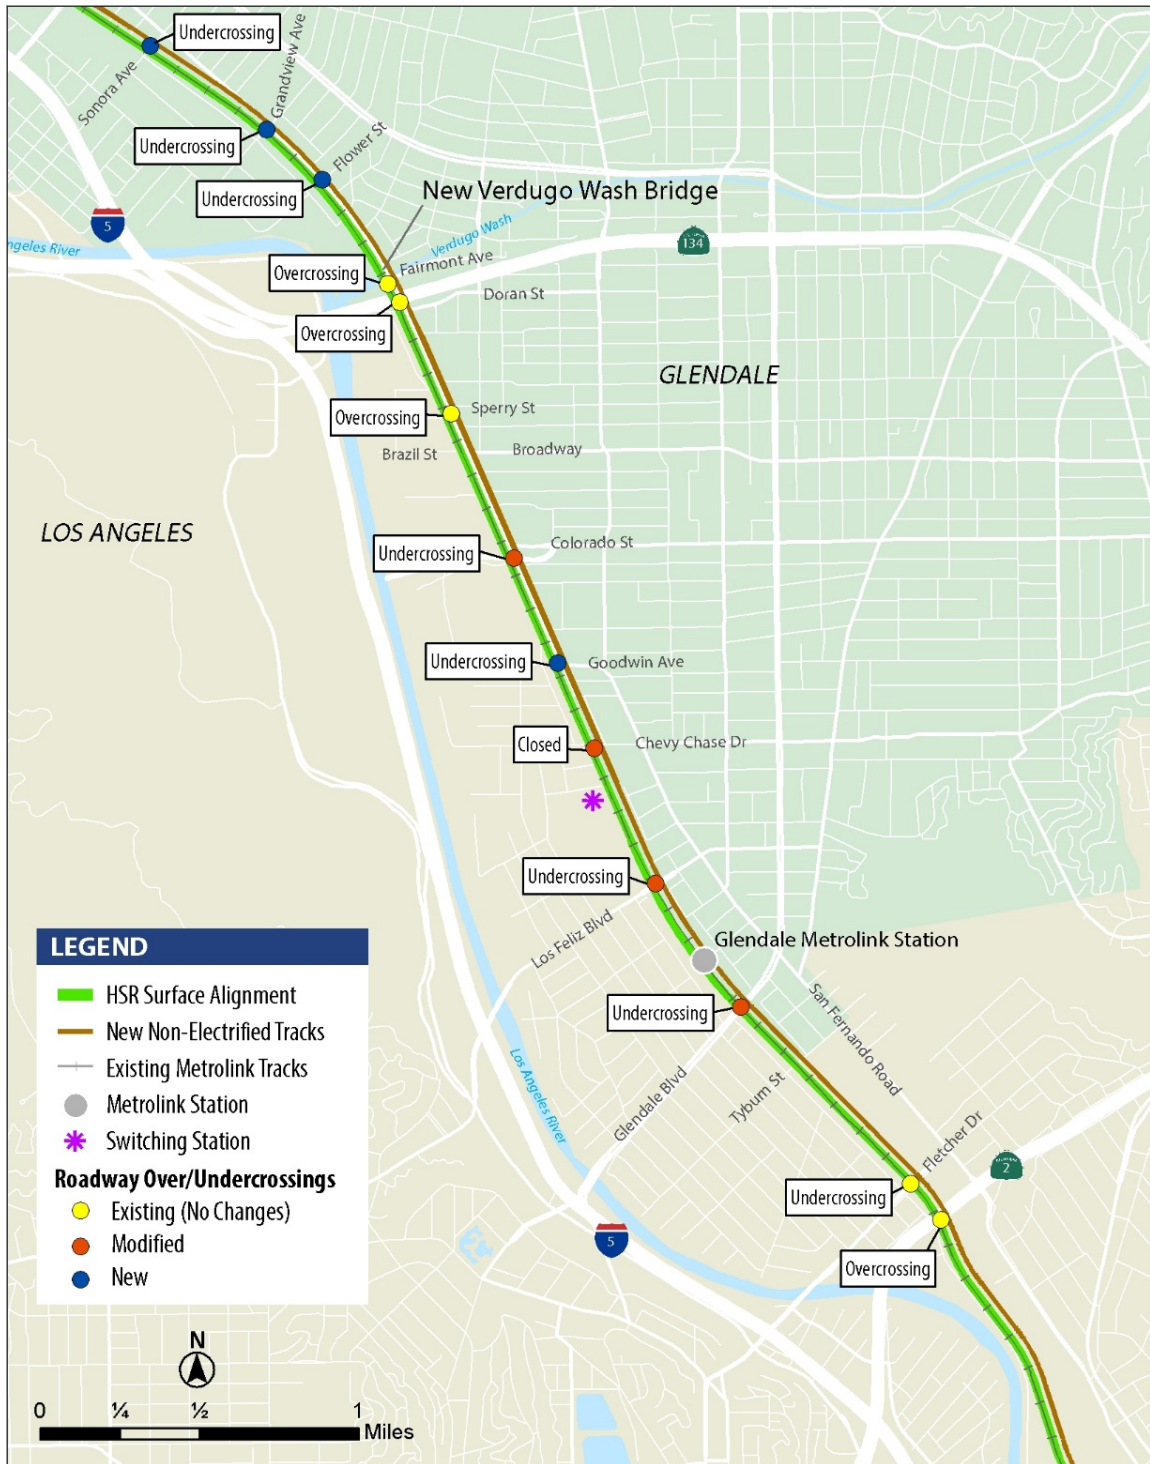 Undercrossing
Sonora Ave
Grandview Ave
Undercrossing
Flower St
Undercrossing
New Verdugo Wash Bridge
5
ngeles River
Verdugo Wash
134
Overcrossing
Fairmont Ave
Doran St
Overcrossing
GLENDALE
Overcrossing
Sperry St
Brazil St
Broadway
LOS ANGELES
Undercrossing
Colorado St
Undercrossing
Goodwin Ave
Closed
Chevy Chase Dr
Undercrossing
Los Feliz Blvd
Glendale Metrolink Station
Undercrossing
San Fernando Road
Los Angeles River
Glendale Blvd
Tyburn St
Fletcher Dr
2
Undercrossing
5
Overcrossing
LEGEND
HSR Surface Alignment
New Non-Electrified Tracks
Existing Metrolink Tracks
Metrolink Station
Switching Station
Roadway Over/Undercrossings
Existing (No Changes)
Modified
New
N
0 ¼ ½ 1
Miles